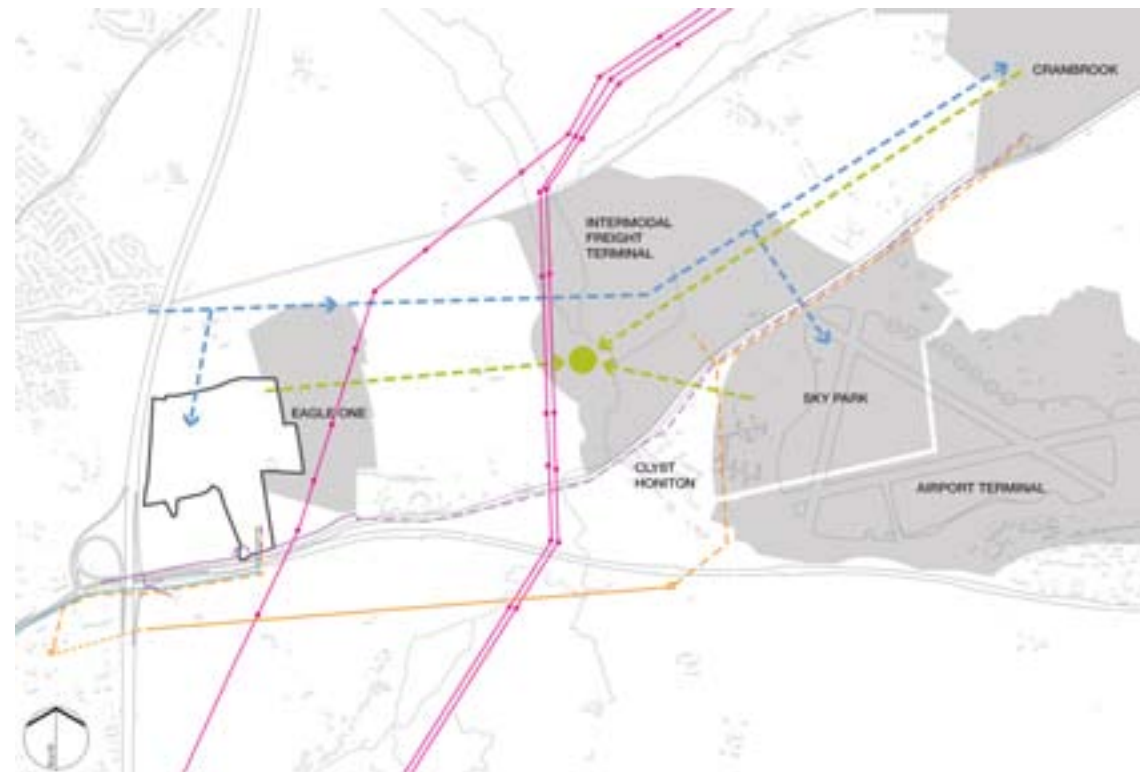 CRANBROOK
INTERMODAL
FREIGHT
TERMINAL
SKY PARK
EAGLE ONE
CLYST
HONITON
AIRPORT TERMINAL